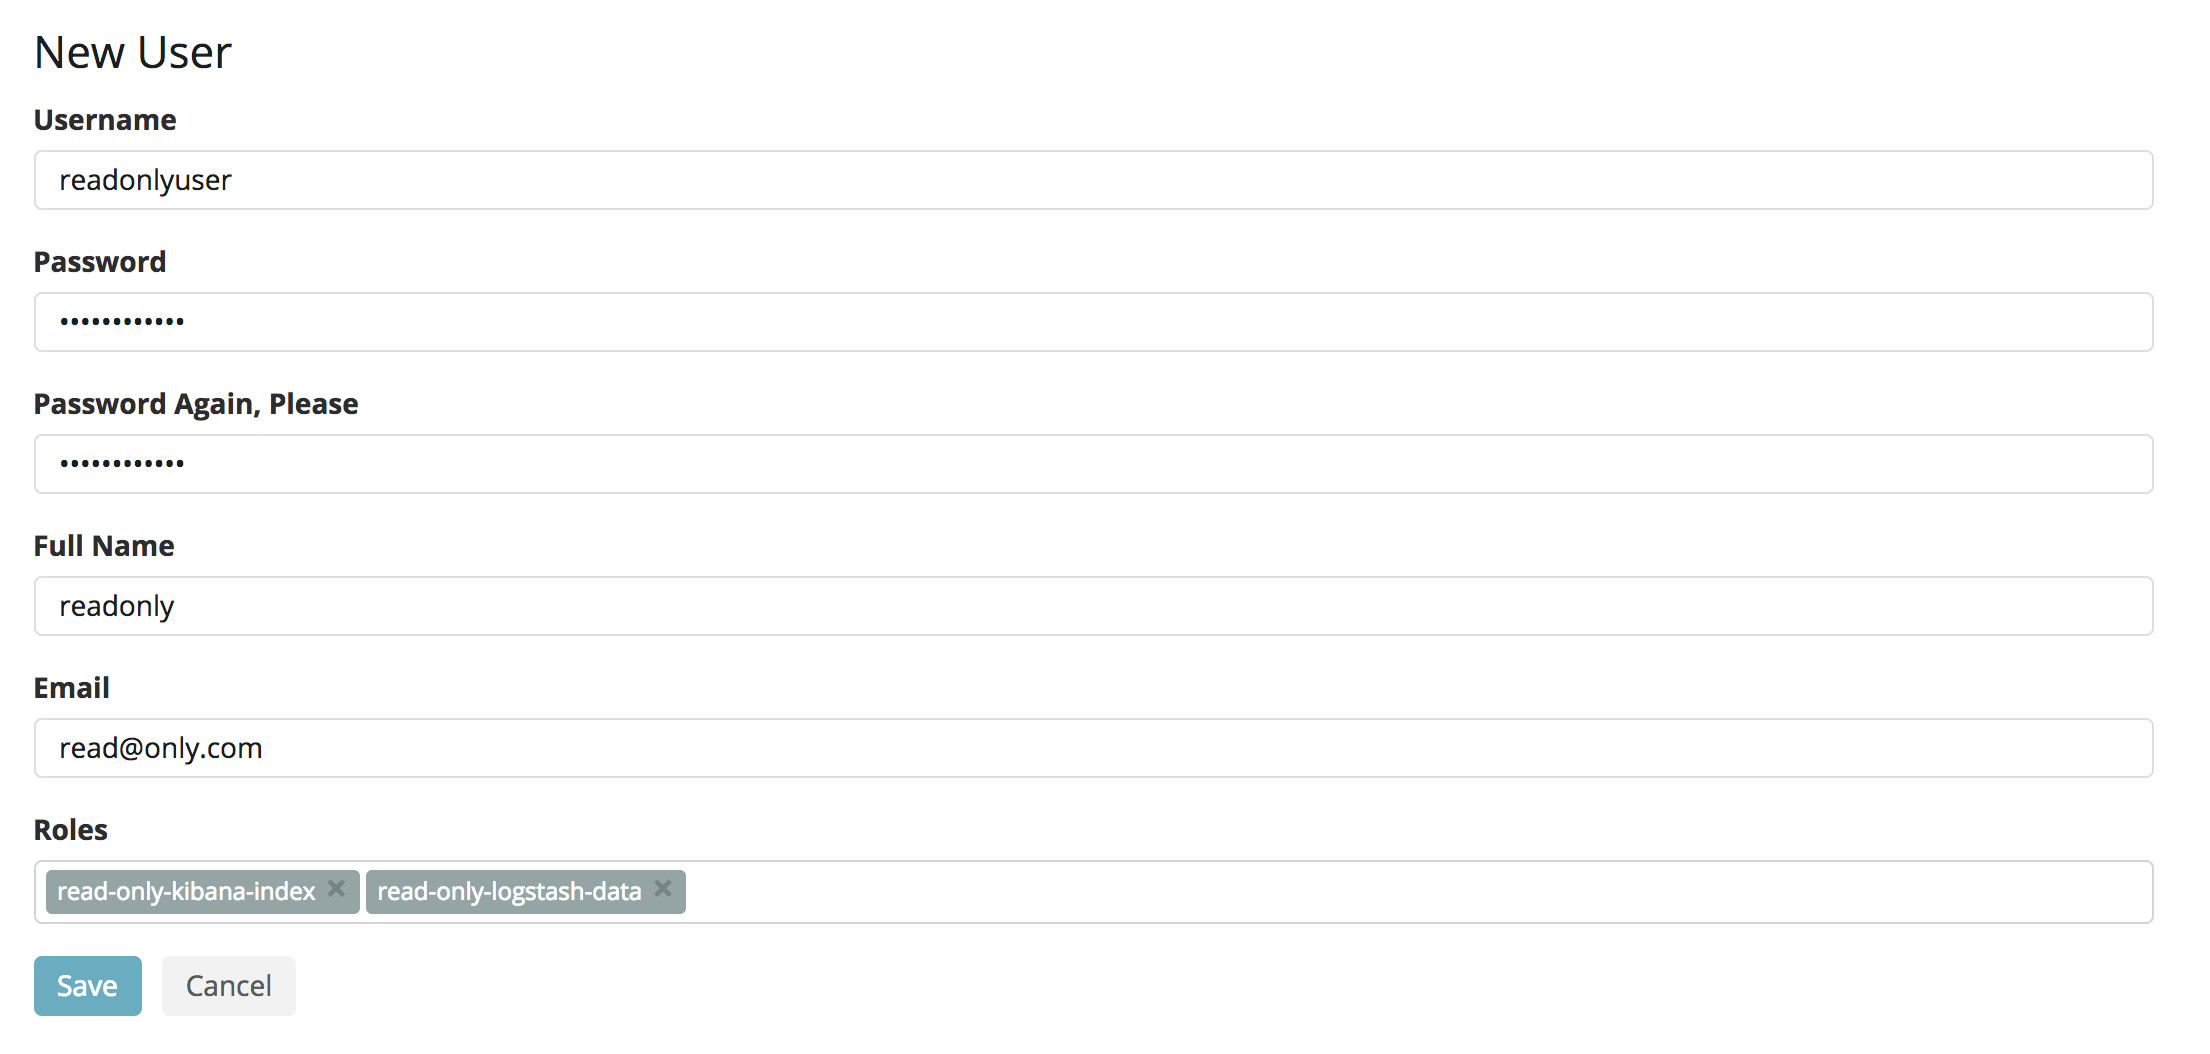 New User
Username
readonlyuser
Password
••••••••••••
Password Again, Please
••••••••••••
Full Name
readonly
Email
read@only.com
Roles
read-only-kibana-index × read-only-logstash-data ×
Save Cancel